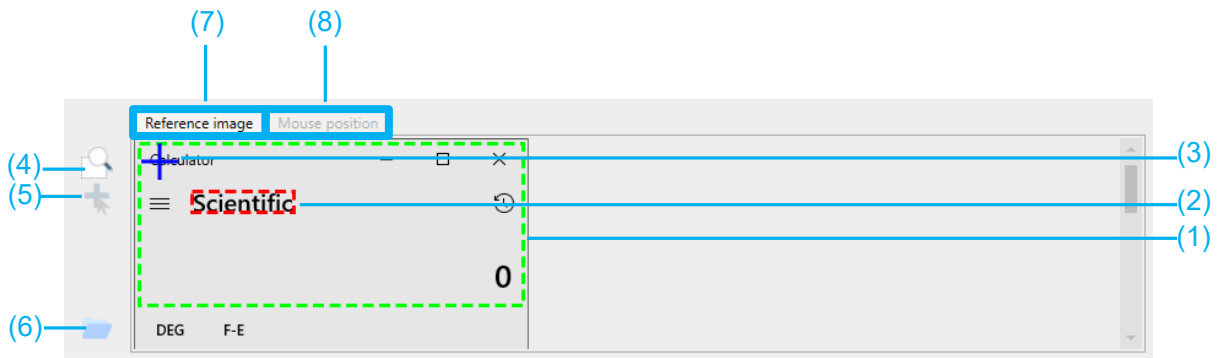 (7) (8)
Reference image Mouse position
Calculator
(3)
(4)
(5)
Scientific
(2)
(1)
0
(6)
DEG F-E